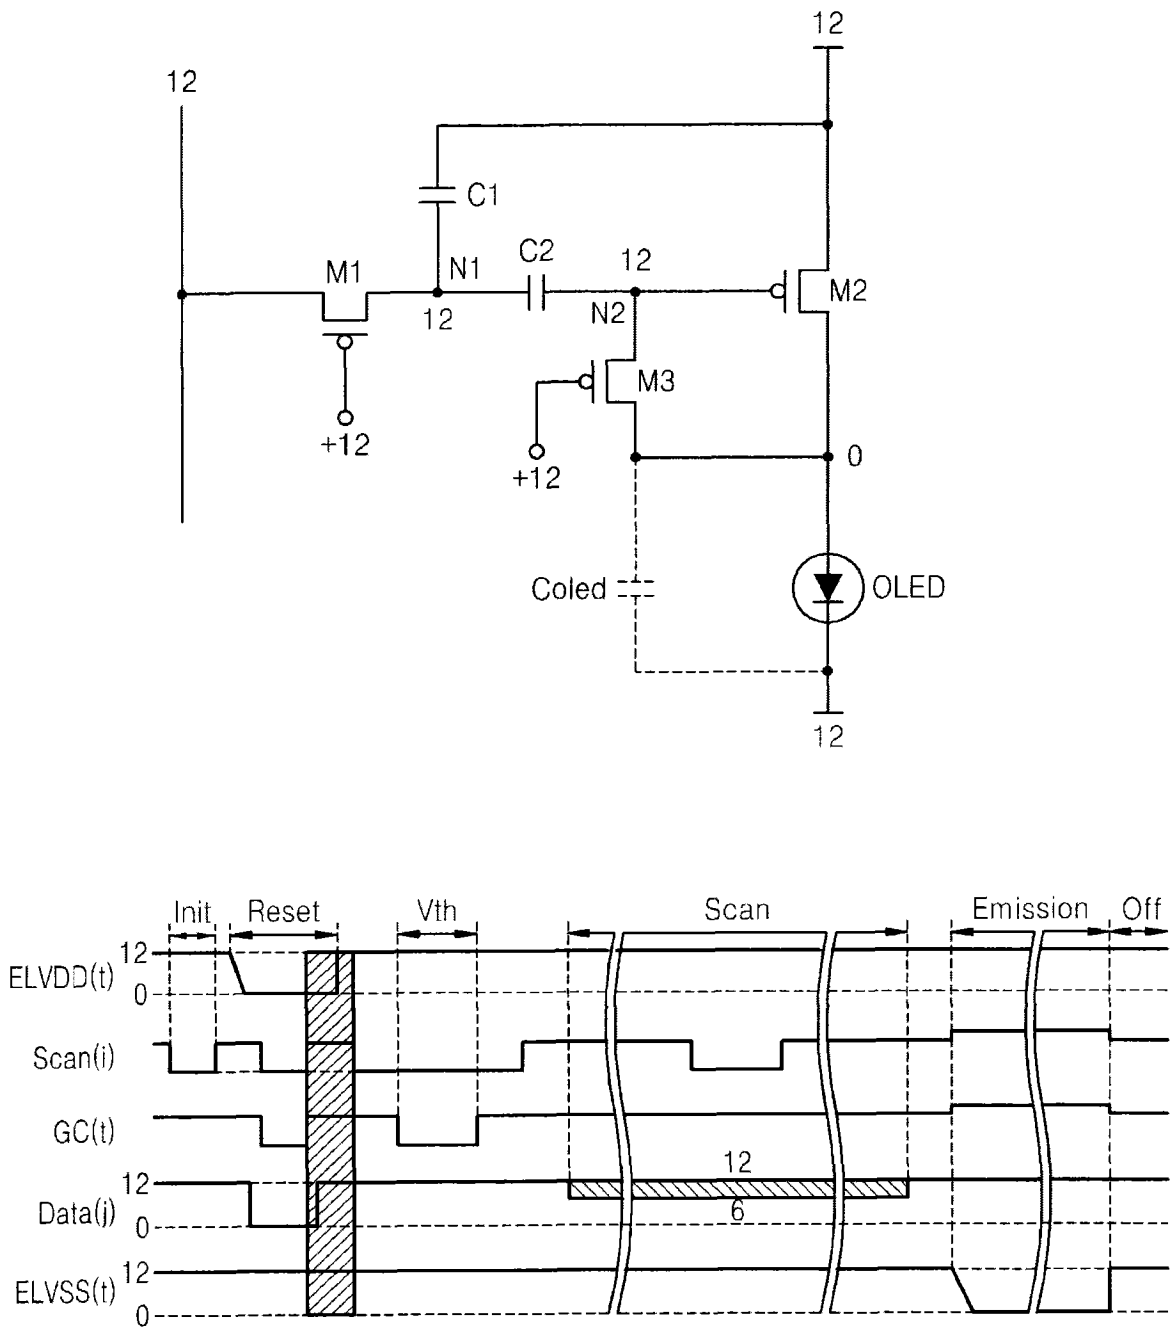 12
12
C1
C2
M1
N1
12
12
N2
M2
M3
+12
+12
0
Coled
OLED
12
Init
Reset
Vth
Scan
Emission
Off
ELVDD(t)
12
0
Scan(i)
GC(t)
Data(j)
12
0
12
6
ELVSS(t)
12
0